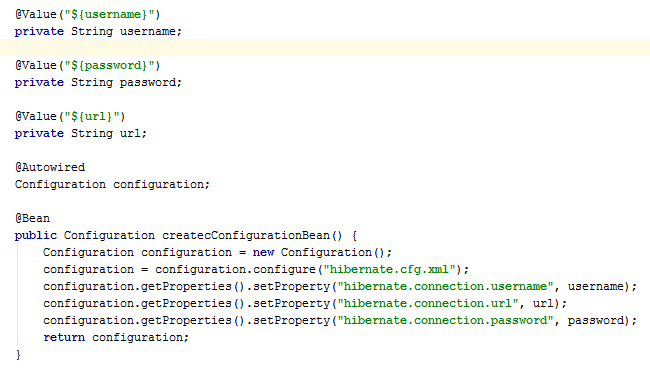 @Value("${username}")
private String username;
@Value("${password}")
private String password;
@Value("${url}")
private String url;
@Autowired
Configuration configuration;
@Bean
public Configuration createcConfigurationBean() {
Configuration configuration = new Configuration();
configuration = configuration.configure("hibernate.cfg.xml");
configuration.getProperties().setProperty("hibernate.connection.username", username);
configuration.getProperties().setProperty("hibernate.connection.url", url);
configuration.getProperties().setProperty("hibernate.connection.password", password);
return configuration;
}